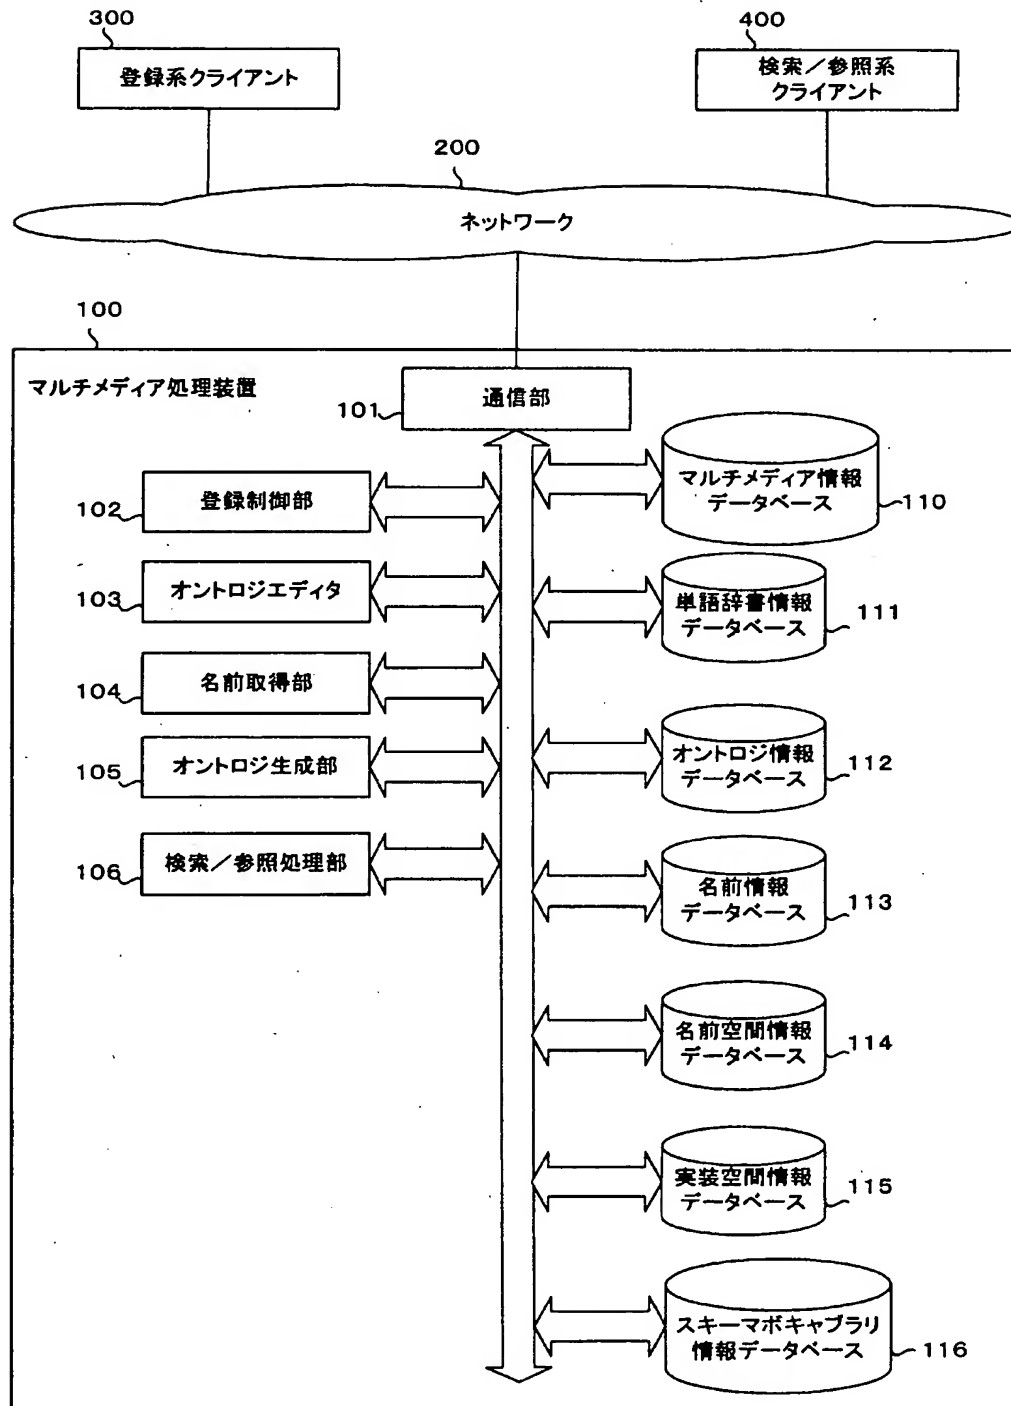 300
登録系クライアント
400
検索／参照系
クライアント
200
ネットワーク
100
マルチメディア処理装置
101
通信部
102
登録制御部
103
オントロジエディタ
104
名前取得部
105
オントロジ生成部
106
検索／参照処理部
マルチメディア情報
データベース
110
単語辞書情報
データベース
111
オントロジ情報
データベース
112
名前情報
データベース
113
名前空間情報
データベース
114
実装空間情報
データベース
115
スキーマボキャブラリ
情報データベース
116